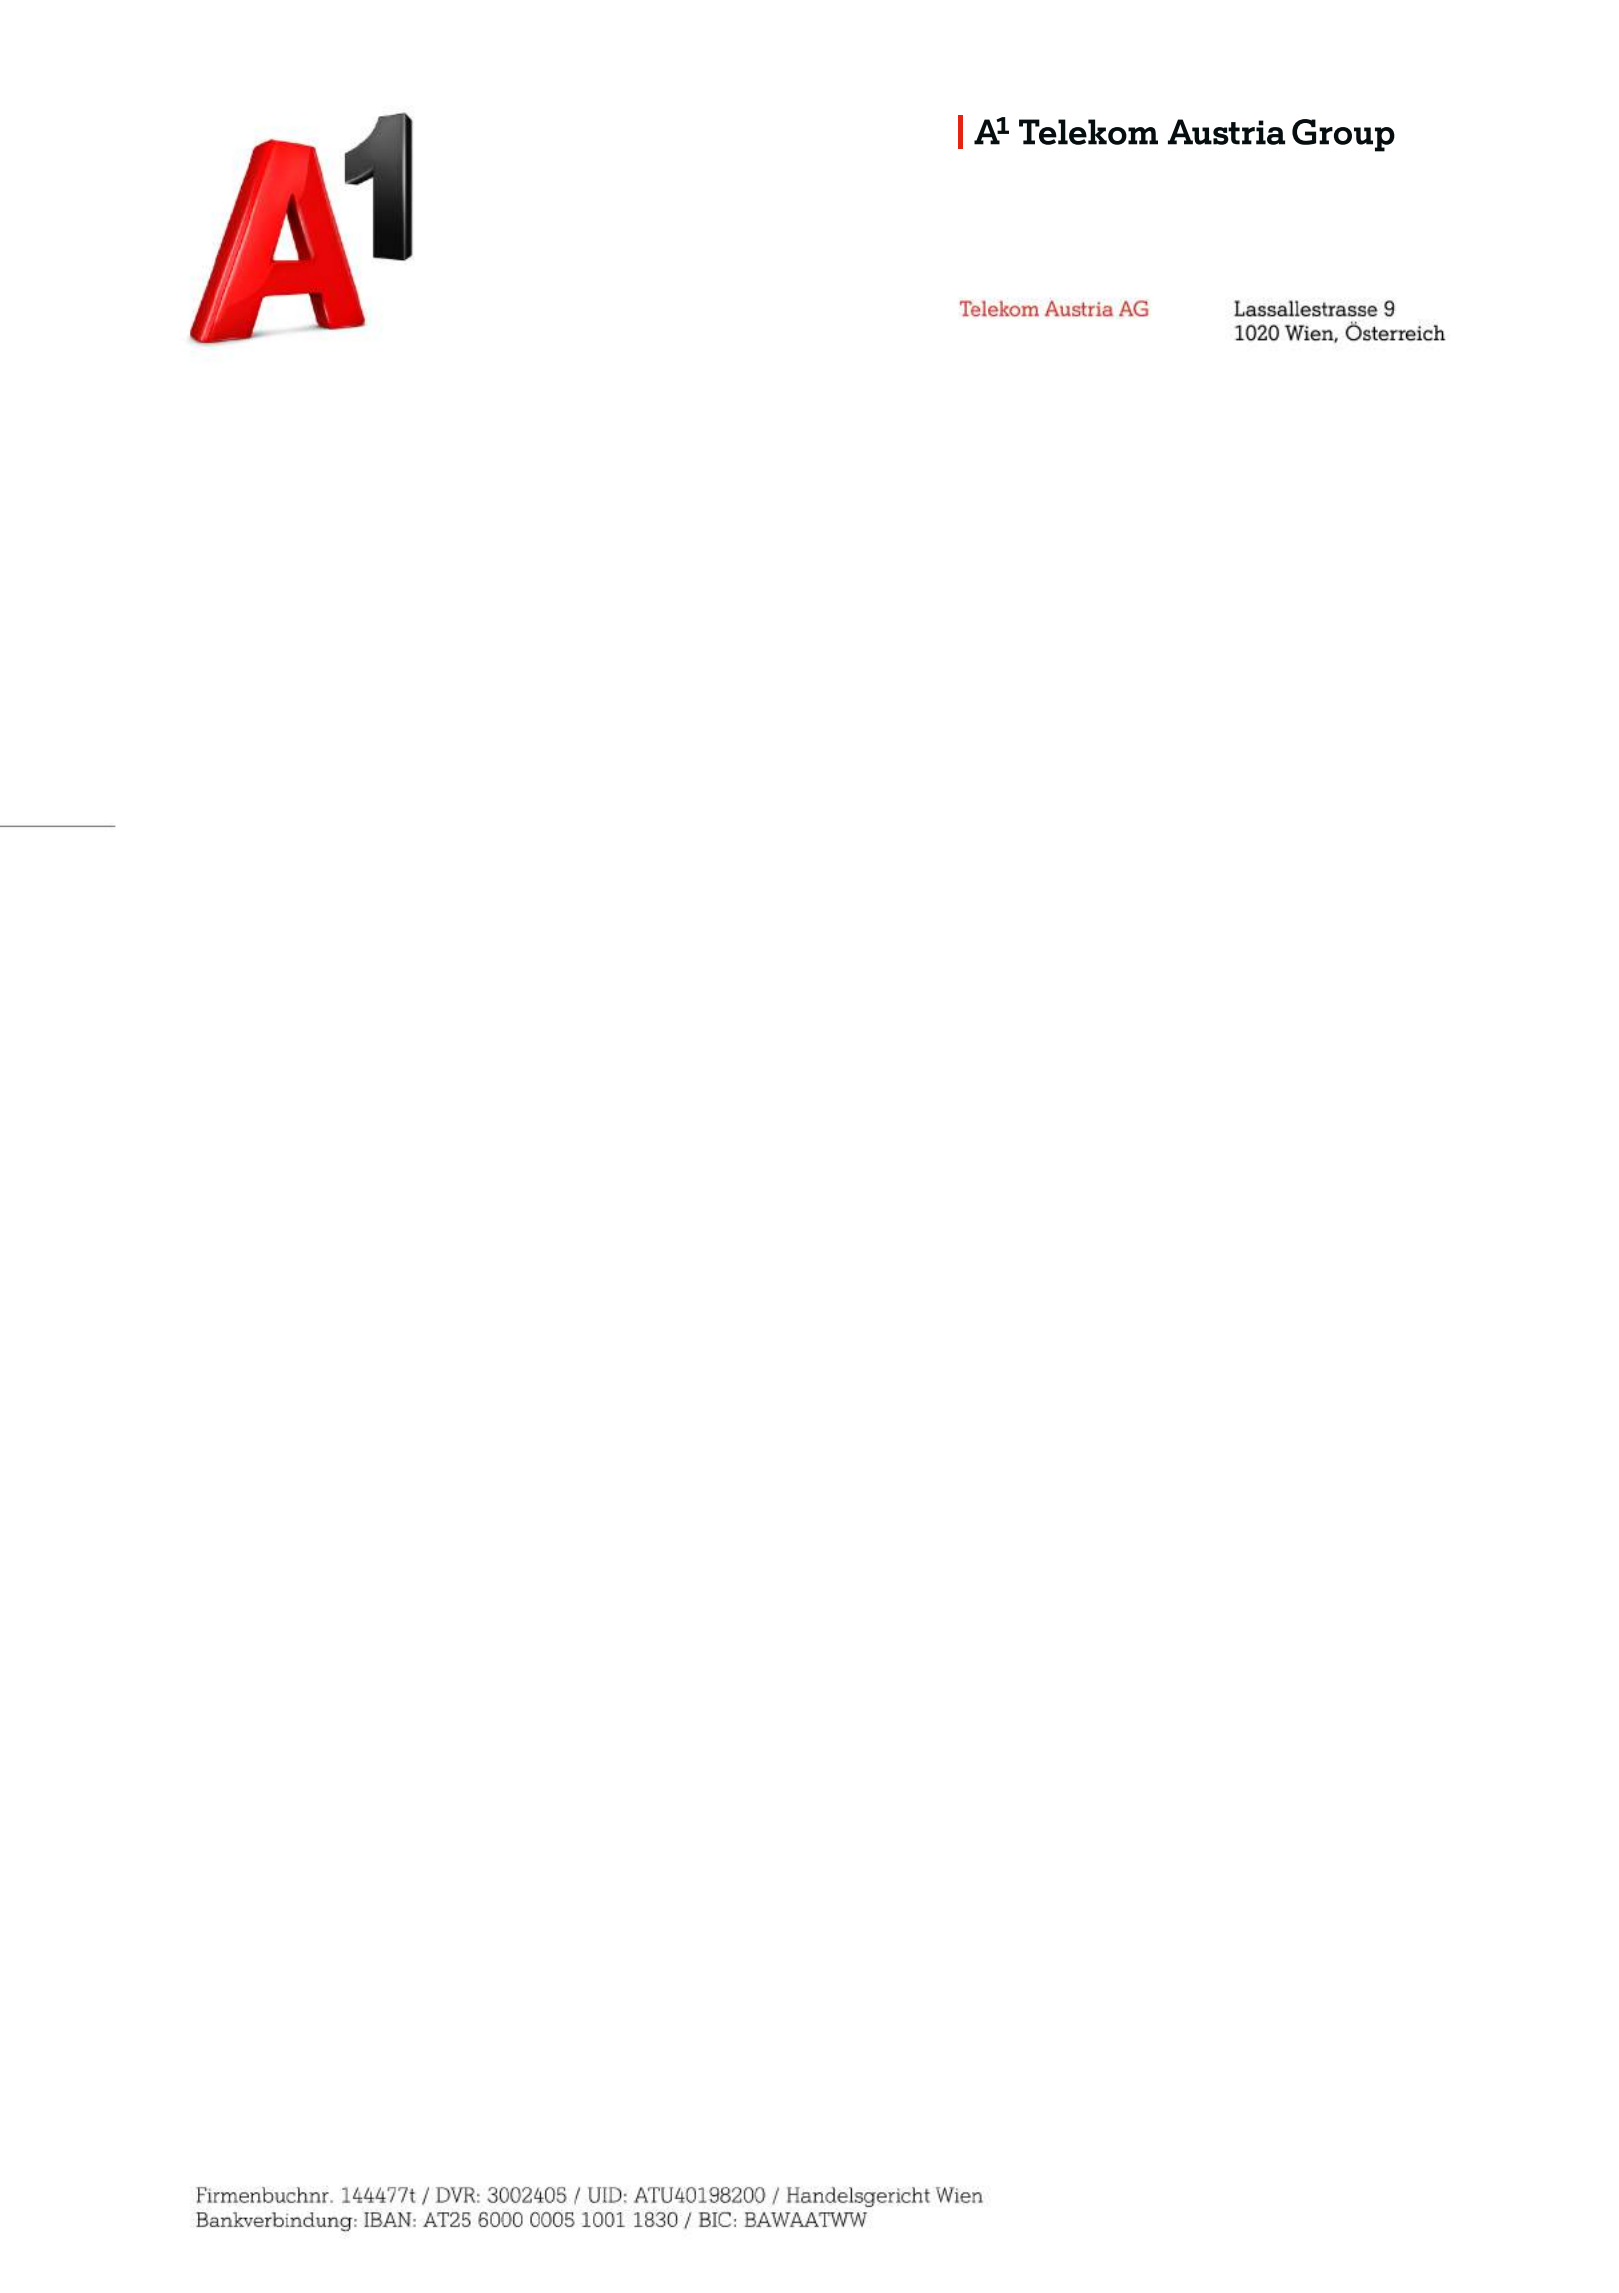 A1
A¹ Telekom Austria Group
Telekom Austria AG
Lassallestrasse 9
1020 Wien, Österreich
Firmenbuchnr. 144477t / DVR: 3002405 / UID: ATU40198200 / Handelsgericht Wien
Bankverbindung: IBAN: AT25 6000 0005 1001 1830 / BIC: BAWAATWW